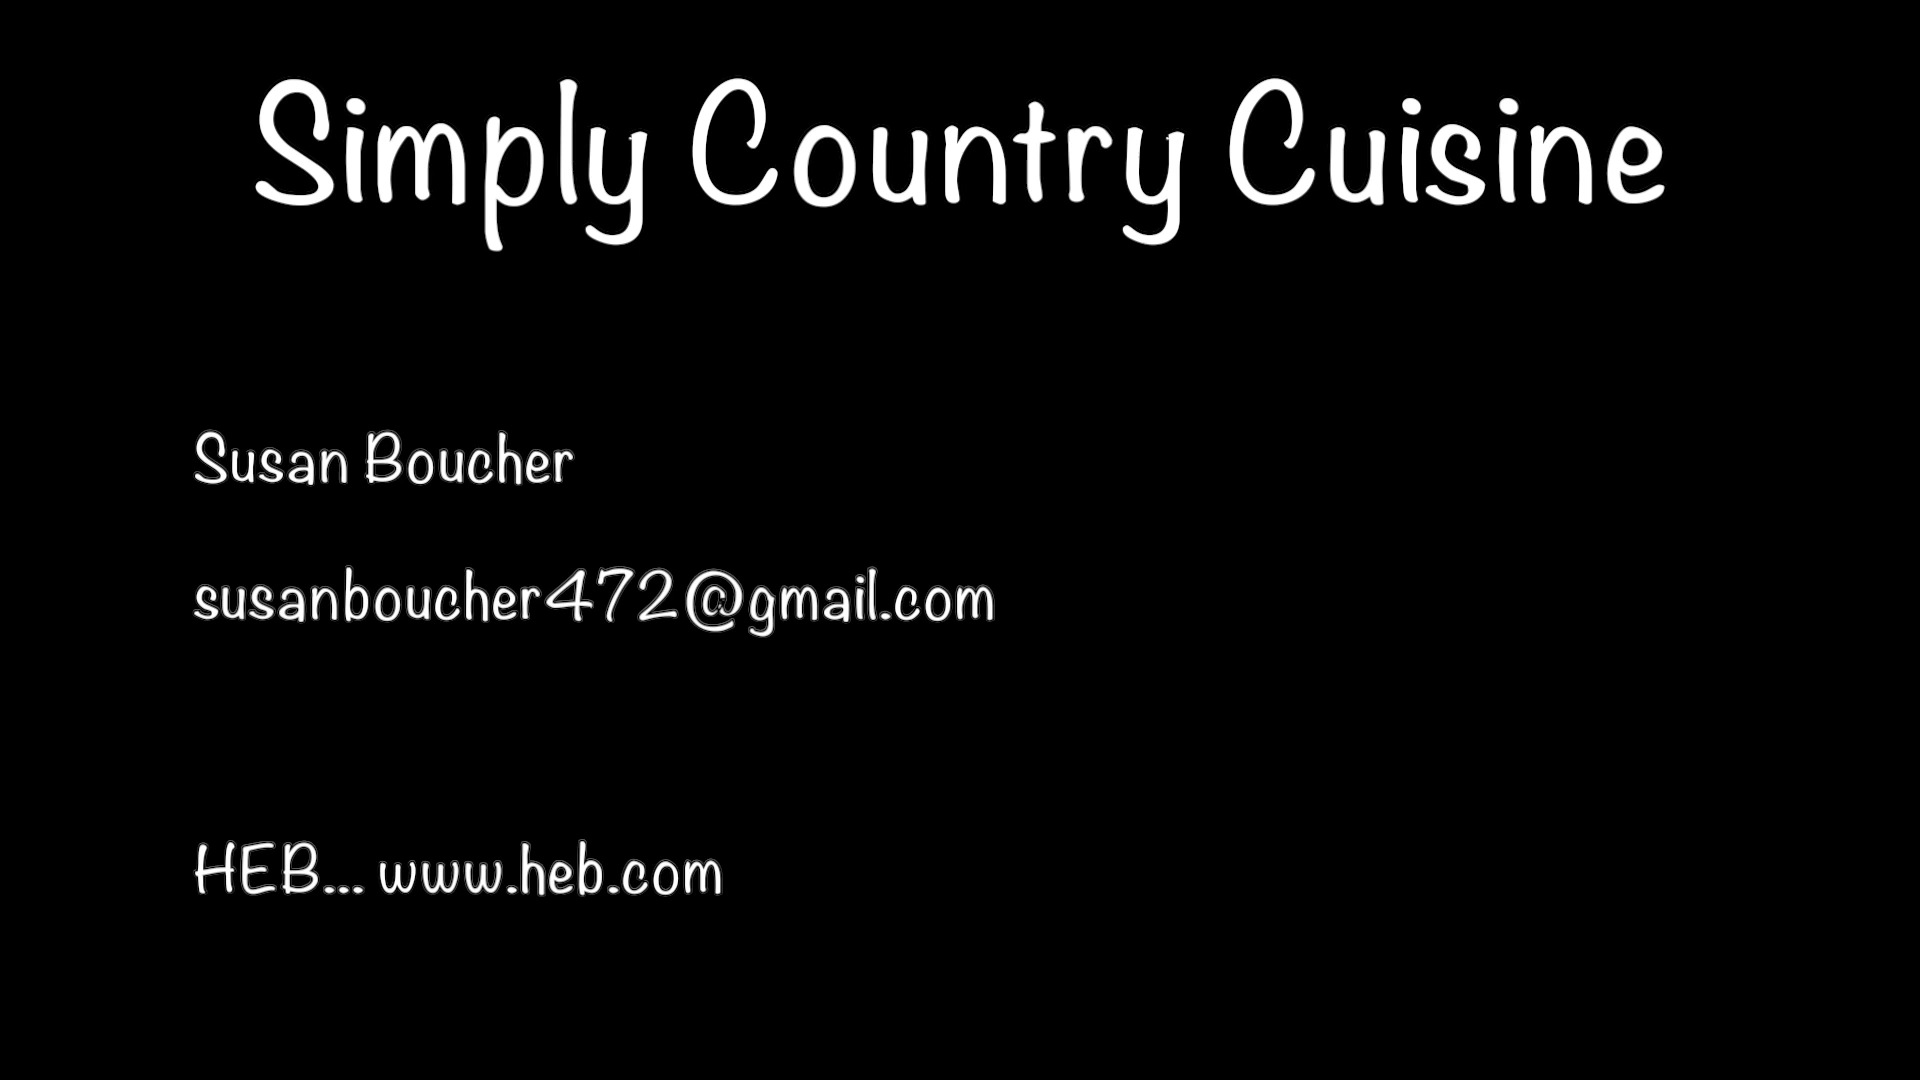 Simply Country Cuisine
Susan Boucher
susanboucher472@gmail.com
HEB... www.heb.com